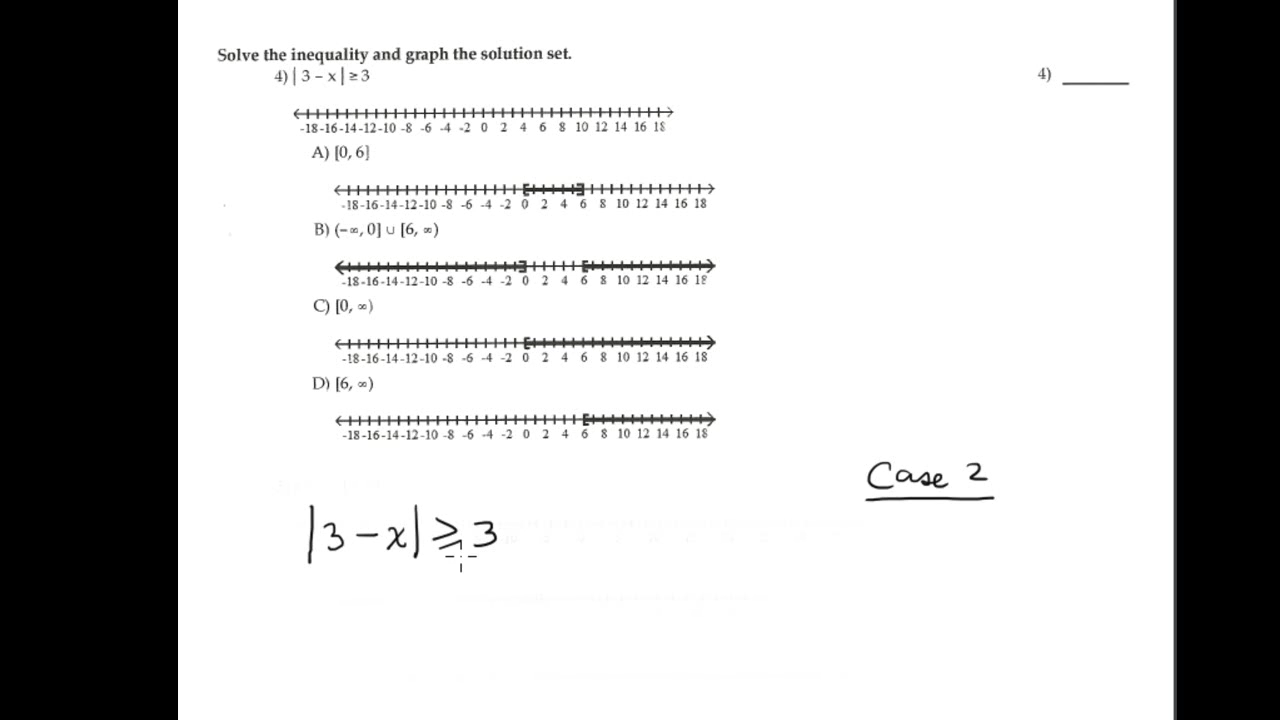 Solve the inequality and graph the solution set.
4) | 3 − x | ≥ 3
4) ______
-18 -16 -14 -12 -10 -8 -6 -4 -2 0 2 4 6 8 10 12 14 16 18
A) [0, 6]
-18 -16 -14 -12 -10 -8 -6 -4 -2 0 2 4 6 8 10 12 14 16 18
B) (−∞, 0] ∪ [6, ∞)
-18 -16 -14 -12 -10 -8 -6 -4 -2 0 2 4 6 8 10 12 14 16 18
C) [0, ∞)
-18 -16 -14 -12 -10 -8 -6 -4 -2 0 2 4 6 8 10 12 14 16 18
D) [6, ∞)
-18 -16 -14 -12 -10 -8 -6 -4 -2 0 2 4 6 8 10 12 14 16 18
Case 2
|3 − x| ⩾ 3